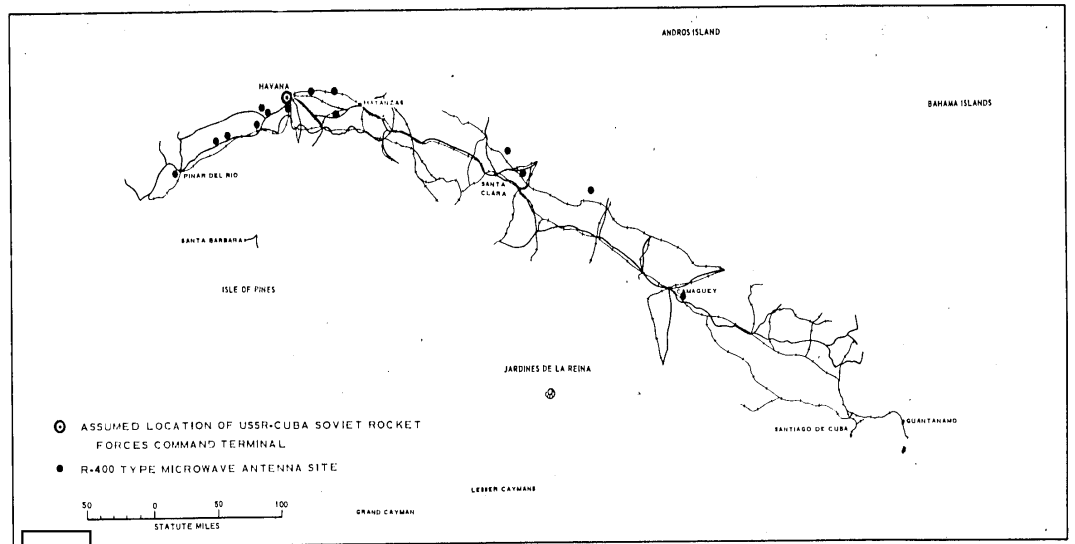 ANDROS ISLAND
HAVANA
BAHAMA ISLANDS
MATANZAS
PINAR DEL RIO
SANTA
CLARA
SANTA BARBARA
ISLE OF PINES
CAMAGUEY
JARDINES DE LA REINA
GUANTANAMO
SANTIAGO DE CUBA
ASSUMED LOCATION OF USSR-CUBA SOVIET ROCKET
FORCES COMMAND TERMINAL
R-400 TYPE MICROWAVE ANTENNA SITE
LESSER CAYMANS
GRAND CAYMAN
50 0 50 100
STATUTE MILES